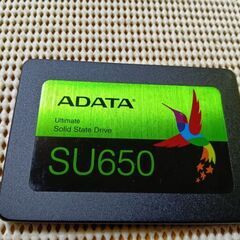 ADATA
Ultimate
Solid State Drive
SU650